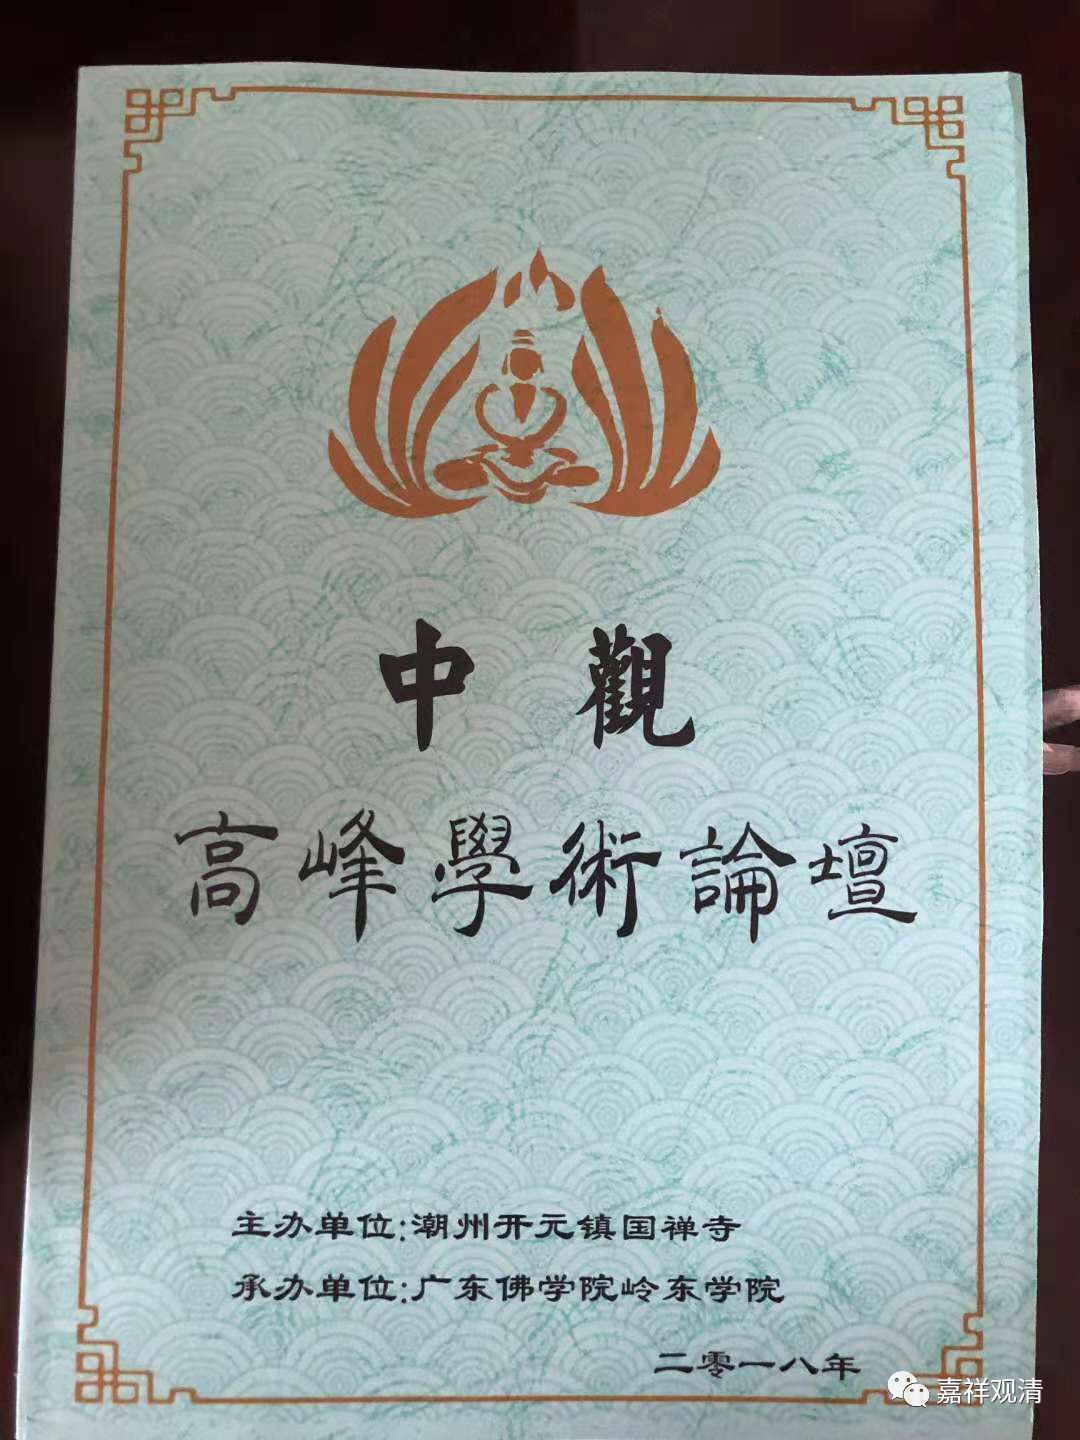 中觀
高峰學術論壇
主办单位:潮州开元镇国禅寺
承办单位:广东佛学院岭东学院
二零一八年
嘉祥观清